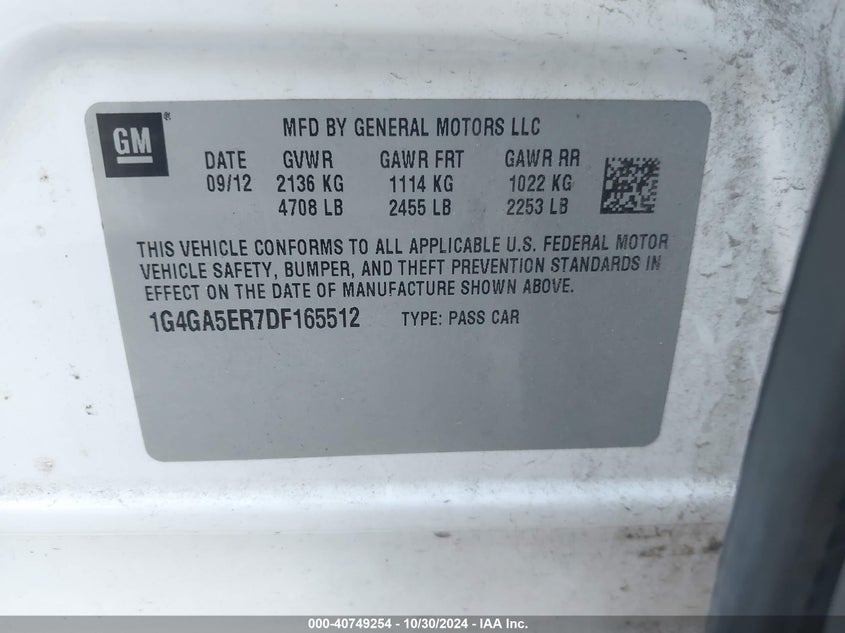 GM®
MFD BY GENERAL MOTORS LLC
DATE GVWR GAWR FRT GAWR RR
09/12 2136 KG 1114 KG 1022 KG
4708 LB 2455 LB 2253 LB
THIS VEHICLE CONFORMS TO ALL APPLICABLE U.S. FEDERAL MOTOR
VEHICLE SAFETY, BUMPER, AND THEFT PREVENTION STANDARDS IN
EFFECT ON THE DATE OF MANUFACTURE SHOWN ABOVE.
1G4GA5ER7DF165512 TYPE: PASS CAR
000-40749254 - 10/30/2024 - IAA Inc.